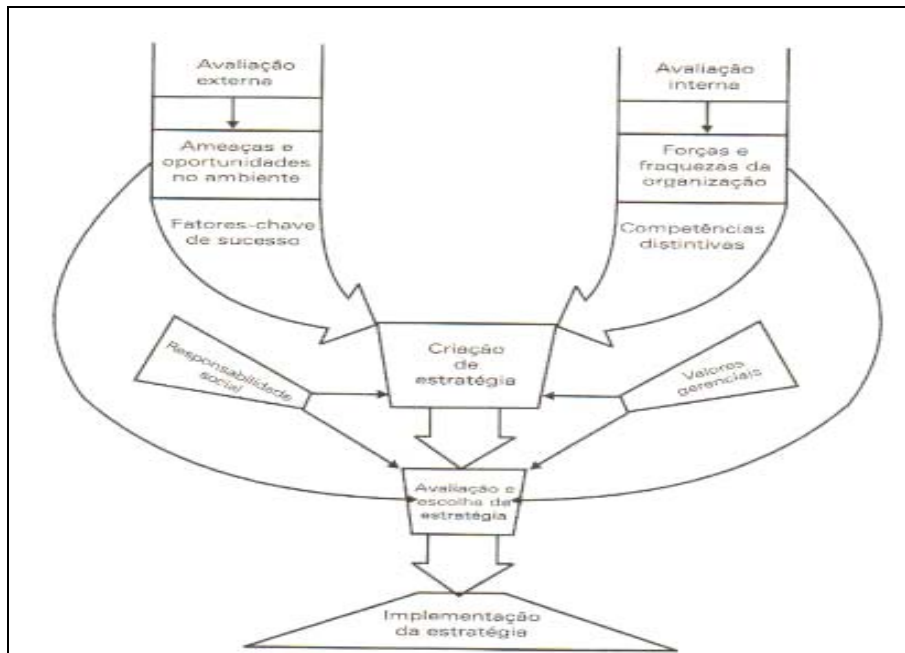 Avaliação
externa
Avaliação
interna
Ameaças e
oportunidades
no ambiente
Forças e
fraquezas da
organização
Fatores-chave
de sucesso
Competências
distintivas
Criação
de
estratégia
Responsabilidade
social
Valores
gerenciais
Avaliação e
escolha da
estratégia
Implementação
da estratégia